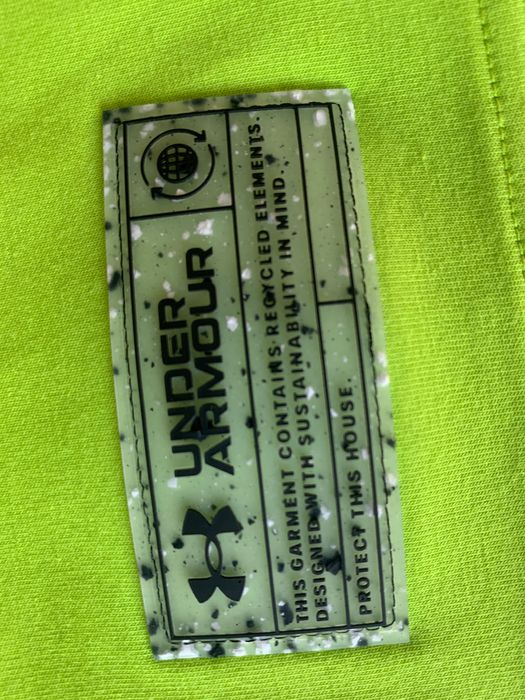 UNDER
ARMOUR
THIS GARMENT CONTAINS RECYCLED ELEMENTS.
DESIGNED WITH SUSTAINABILITY IN MIND.
PROTECT THIS HOUSE.